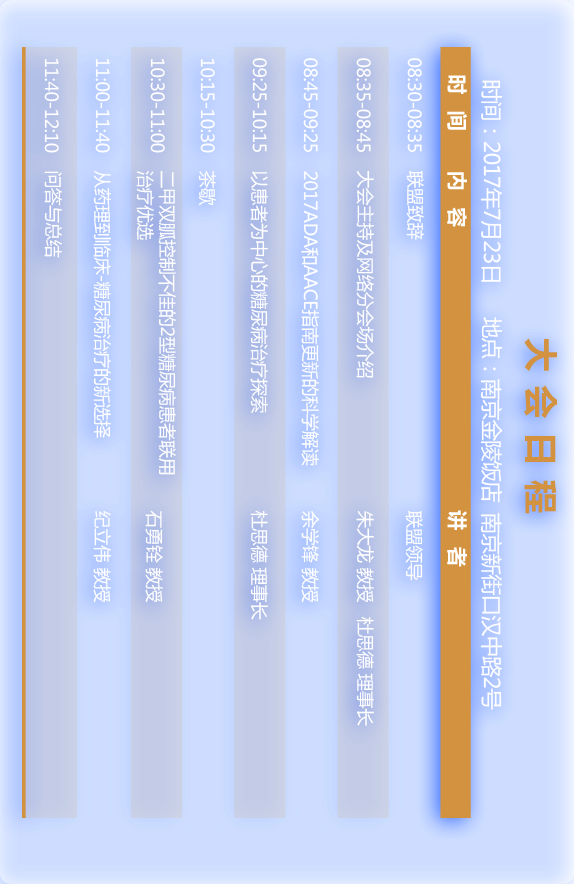 大会日程
时间：2017年7月23日 地点：南京金陵饭店 南京新街口汉中路2号
时 间 内 容 讲 者
08:30-08:35 联盟致辞 联盟领导
08:35-08:45 大会主持及网络分会场介绍 朱大龙 教授 杜思德 理事长
08:45-09:25 2017ADA和AACE指南更新的科学解读 余学锋 教授
09:25-10:15 以患者为中心的糖尿病治疗探索 杜思德 理事长
10:15-10:30 茶歇
10:30-11:00 二甲双胍控制不佳的2型糖尿病患者联用 石勇铨 教授
治疗优选
11:00-11:40 从药理到临床-糖尿病治疗的新选择 纪立伟 教授
11:40-12:10 问答与总结